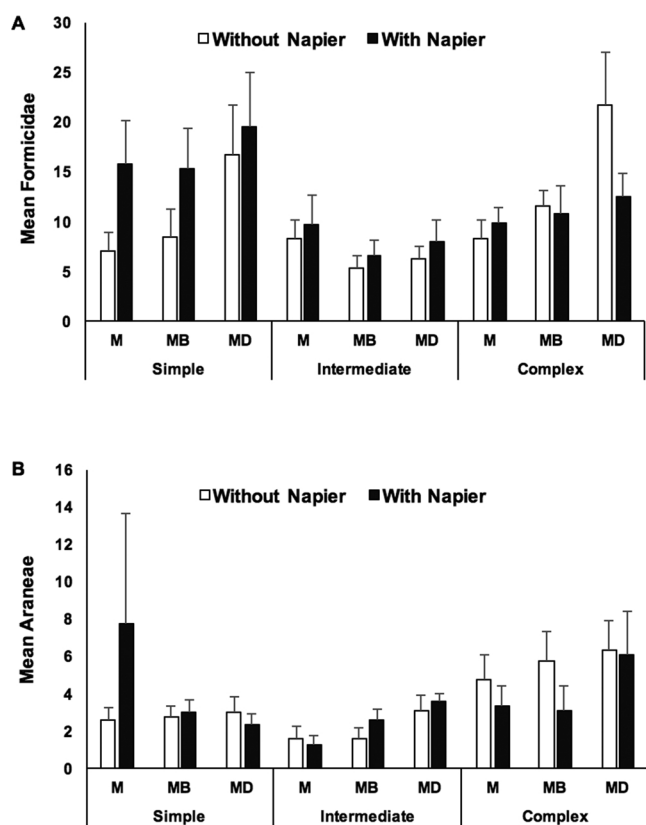 A
Without Napier With Napier
30
25
20
15
10
5
0
Mean Formicidae
M MB MD M MB MD M MB MD
Simple Intermediate Complex
B
Without Napier With Napier
16
14
12
10
8
6
4
2
0
Mean Araneae
M MB MD M MB MD M MB MD
Simple Intermediate Complex